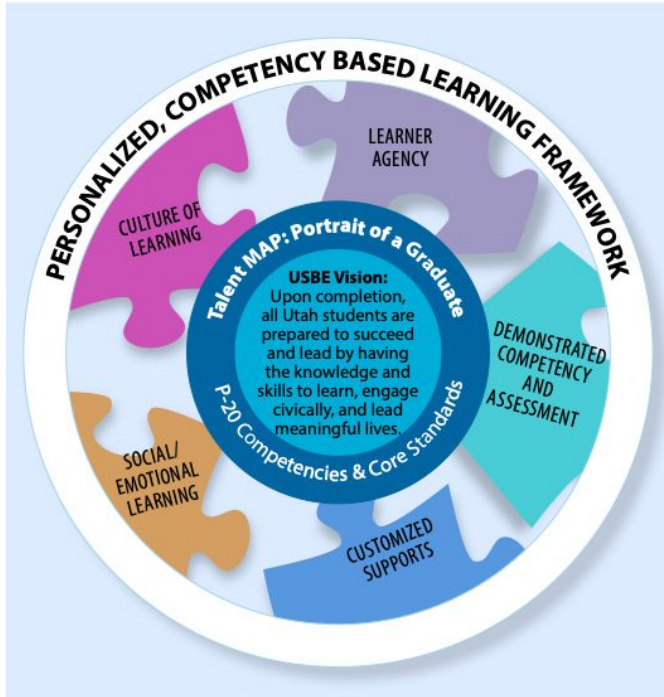 PERSONALIZED, COMPETENCY BASED LEARNING FRAMEWORK
CULTURE OF
LEARNING
LEARNER
AGENCY
DEMONSTRATED
COMPETENCY
AND
ASSESSMENT
CUSTOMIZED
SUPPORTS
SOCIAL/
EMOTIONAL
LEARNING
Talent MAP: Portrait of a Graduate
USBE Vision:
Upon completion,
all Utah students are
prepared to succeed
and lead by having
the knowledge and
skills to learn, engage
civically, and lead
meaningful lives.
P-20 Competencies & Core Standards